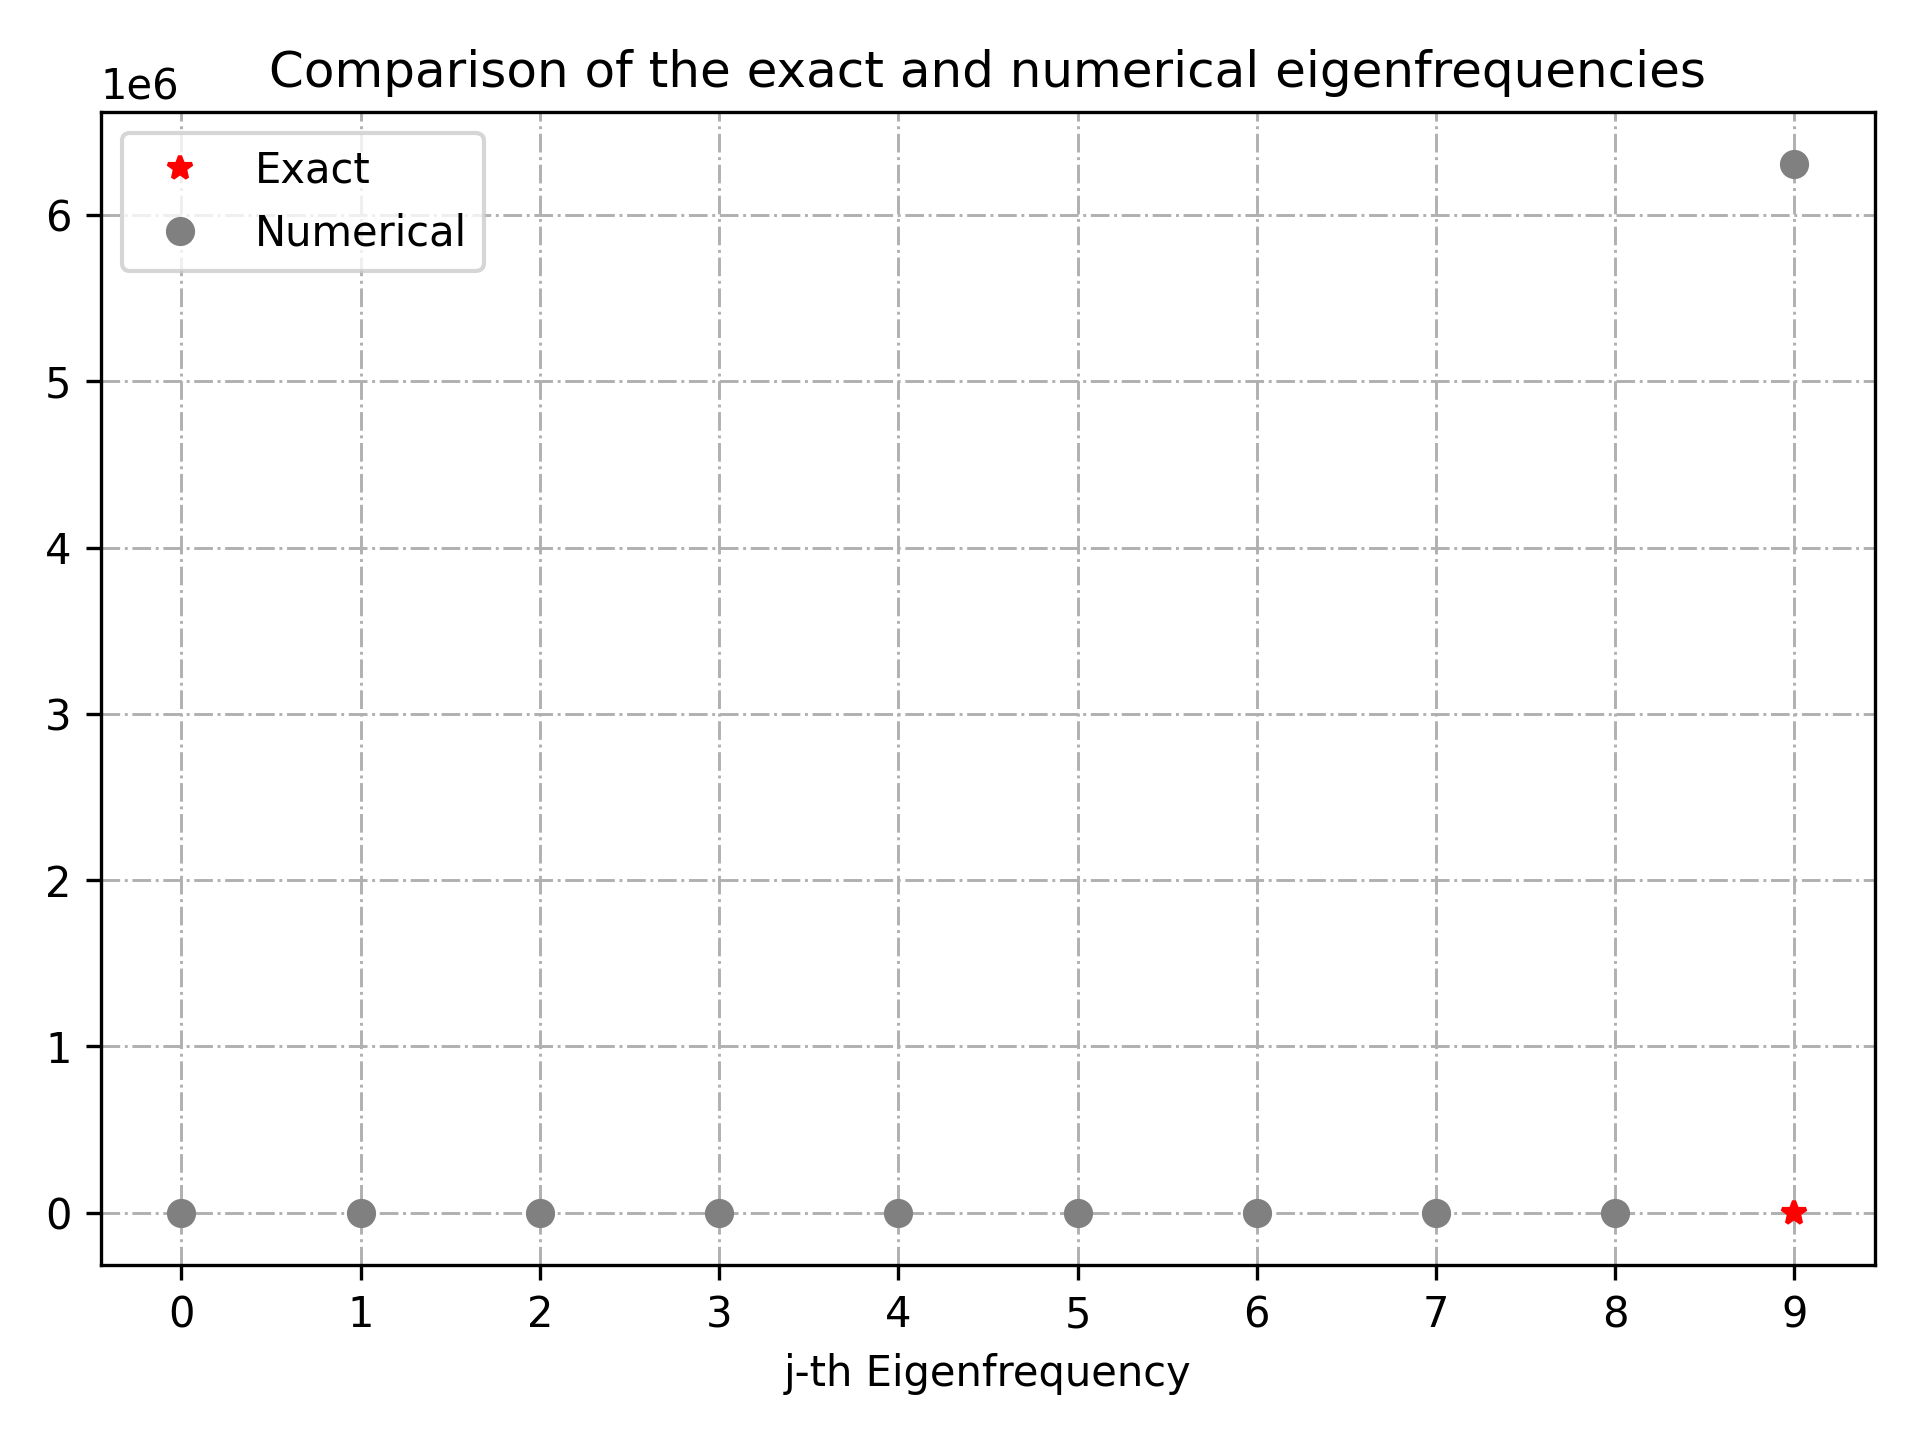 Comparison of the exact and numerical eigenfrequencies
1e6
Exact
Numerical
6
5
4
3
2
1
0
0 1 2 3 4 5 6 7 8 9
j-th Eigenfrequency